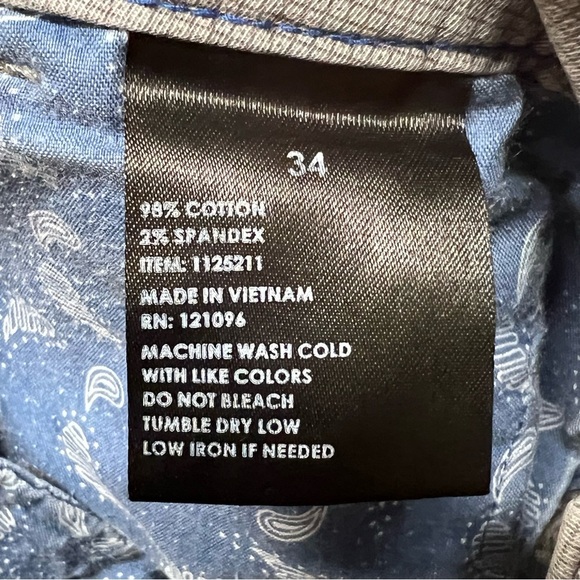 34
98% COTTON
2% SPANDEX
ITEM: 1125211
MADE IN VIETNAM
RN: 121096
MACHINE WASH COLD
WITH LIKE COLORS
DO NOT BLEACH
TUMBLE DRY LOW
LOW IRON IF NEEDED